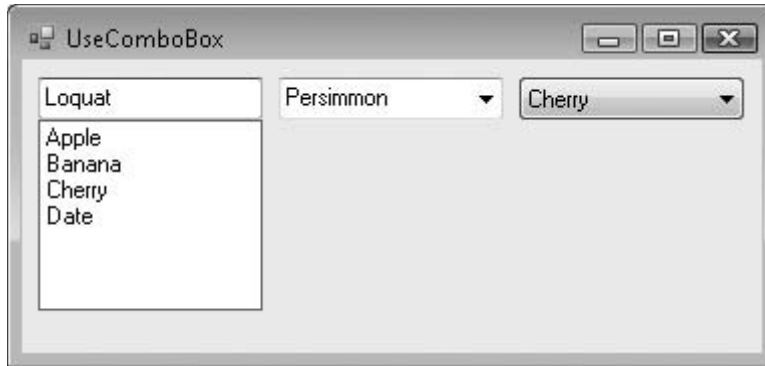 UseComboBox
Loquat
Persimmon
Cherry
Apple
Banana
Cherry
Date